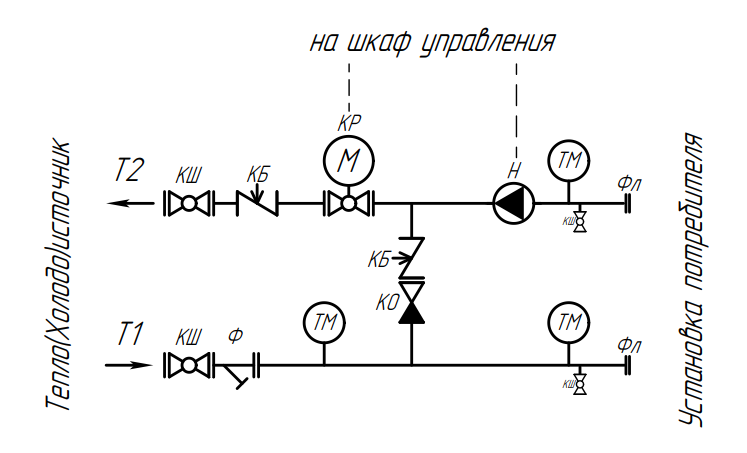 на шкаф управления
КР
М
Т2
КШ
КБ
Н
ТМ
Фл
КШ
Тепло(Холодо)источник
Установка потребителя
КБ
КО
Т1
КШ
Ф
ТМ
ТМ
Фл
КШ